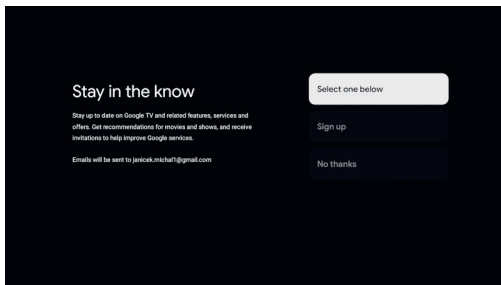 Stay in the know
Stay up to date on Google TV and related features, services and
offers. Get recommendations for movies and shows, and receive
invitations to help improve Google services.
Emails will be sent to janicek.michal1@gmail.com
Select one below
Sign up
No thanks